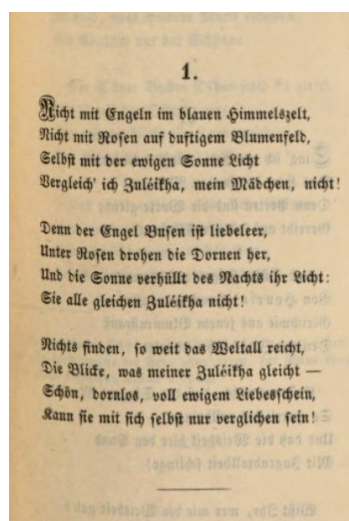 1.
Nicht mit Engeln im blauen Himmelszelt,
Nicht mit Rosen auf duftigem Blumenfeld,
Selbst mit der ewigen Sonne Licht
Vergleich' ich Zuléikha, mein Mädchen, nicht!
Denn der Engel Busen ist liebeleer,
Unter Rosen drohen die Dornen her,
Und die Sonne verhüllt des Nachts ihr Licht:
Sie alle gleichen Zuléikha nicht!
Nichts finden, so weit das Weltall reicht,
Die Blicke, was meiner Zuléikha gleicht —
Schön, dornlos, voll ewigem Liebesschein,
Kann sie mit sich selbst nur verglichen sein!